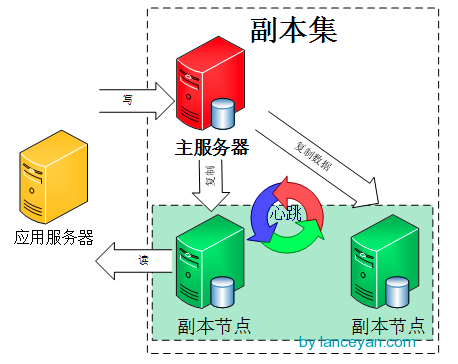 副本集
写
主服务器
复制
复制数据
心跳
应用服务器
读
副本节点
副本节点
by lanceyan.com